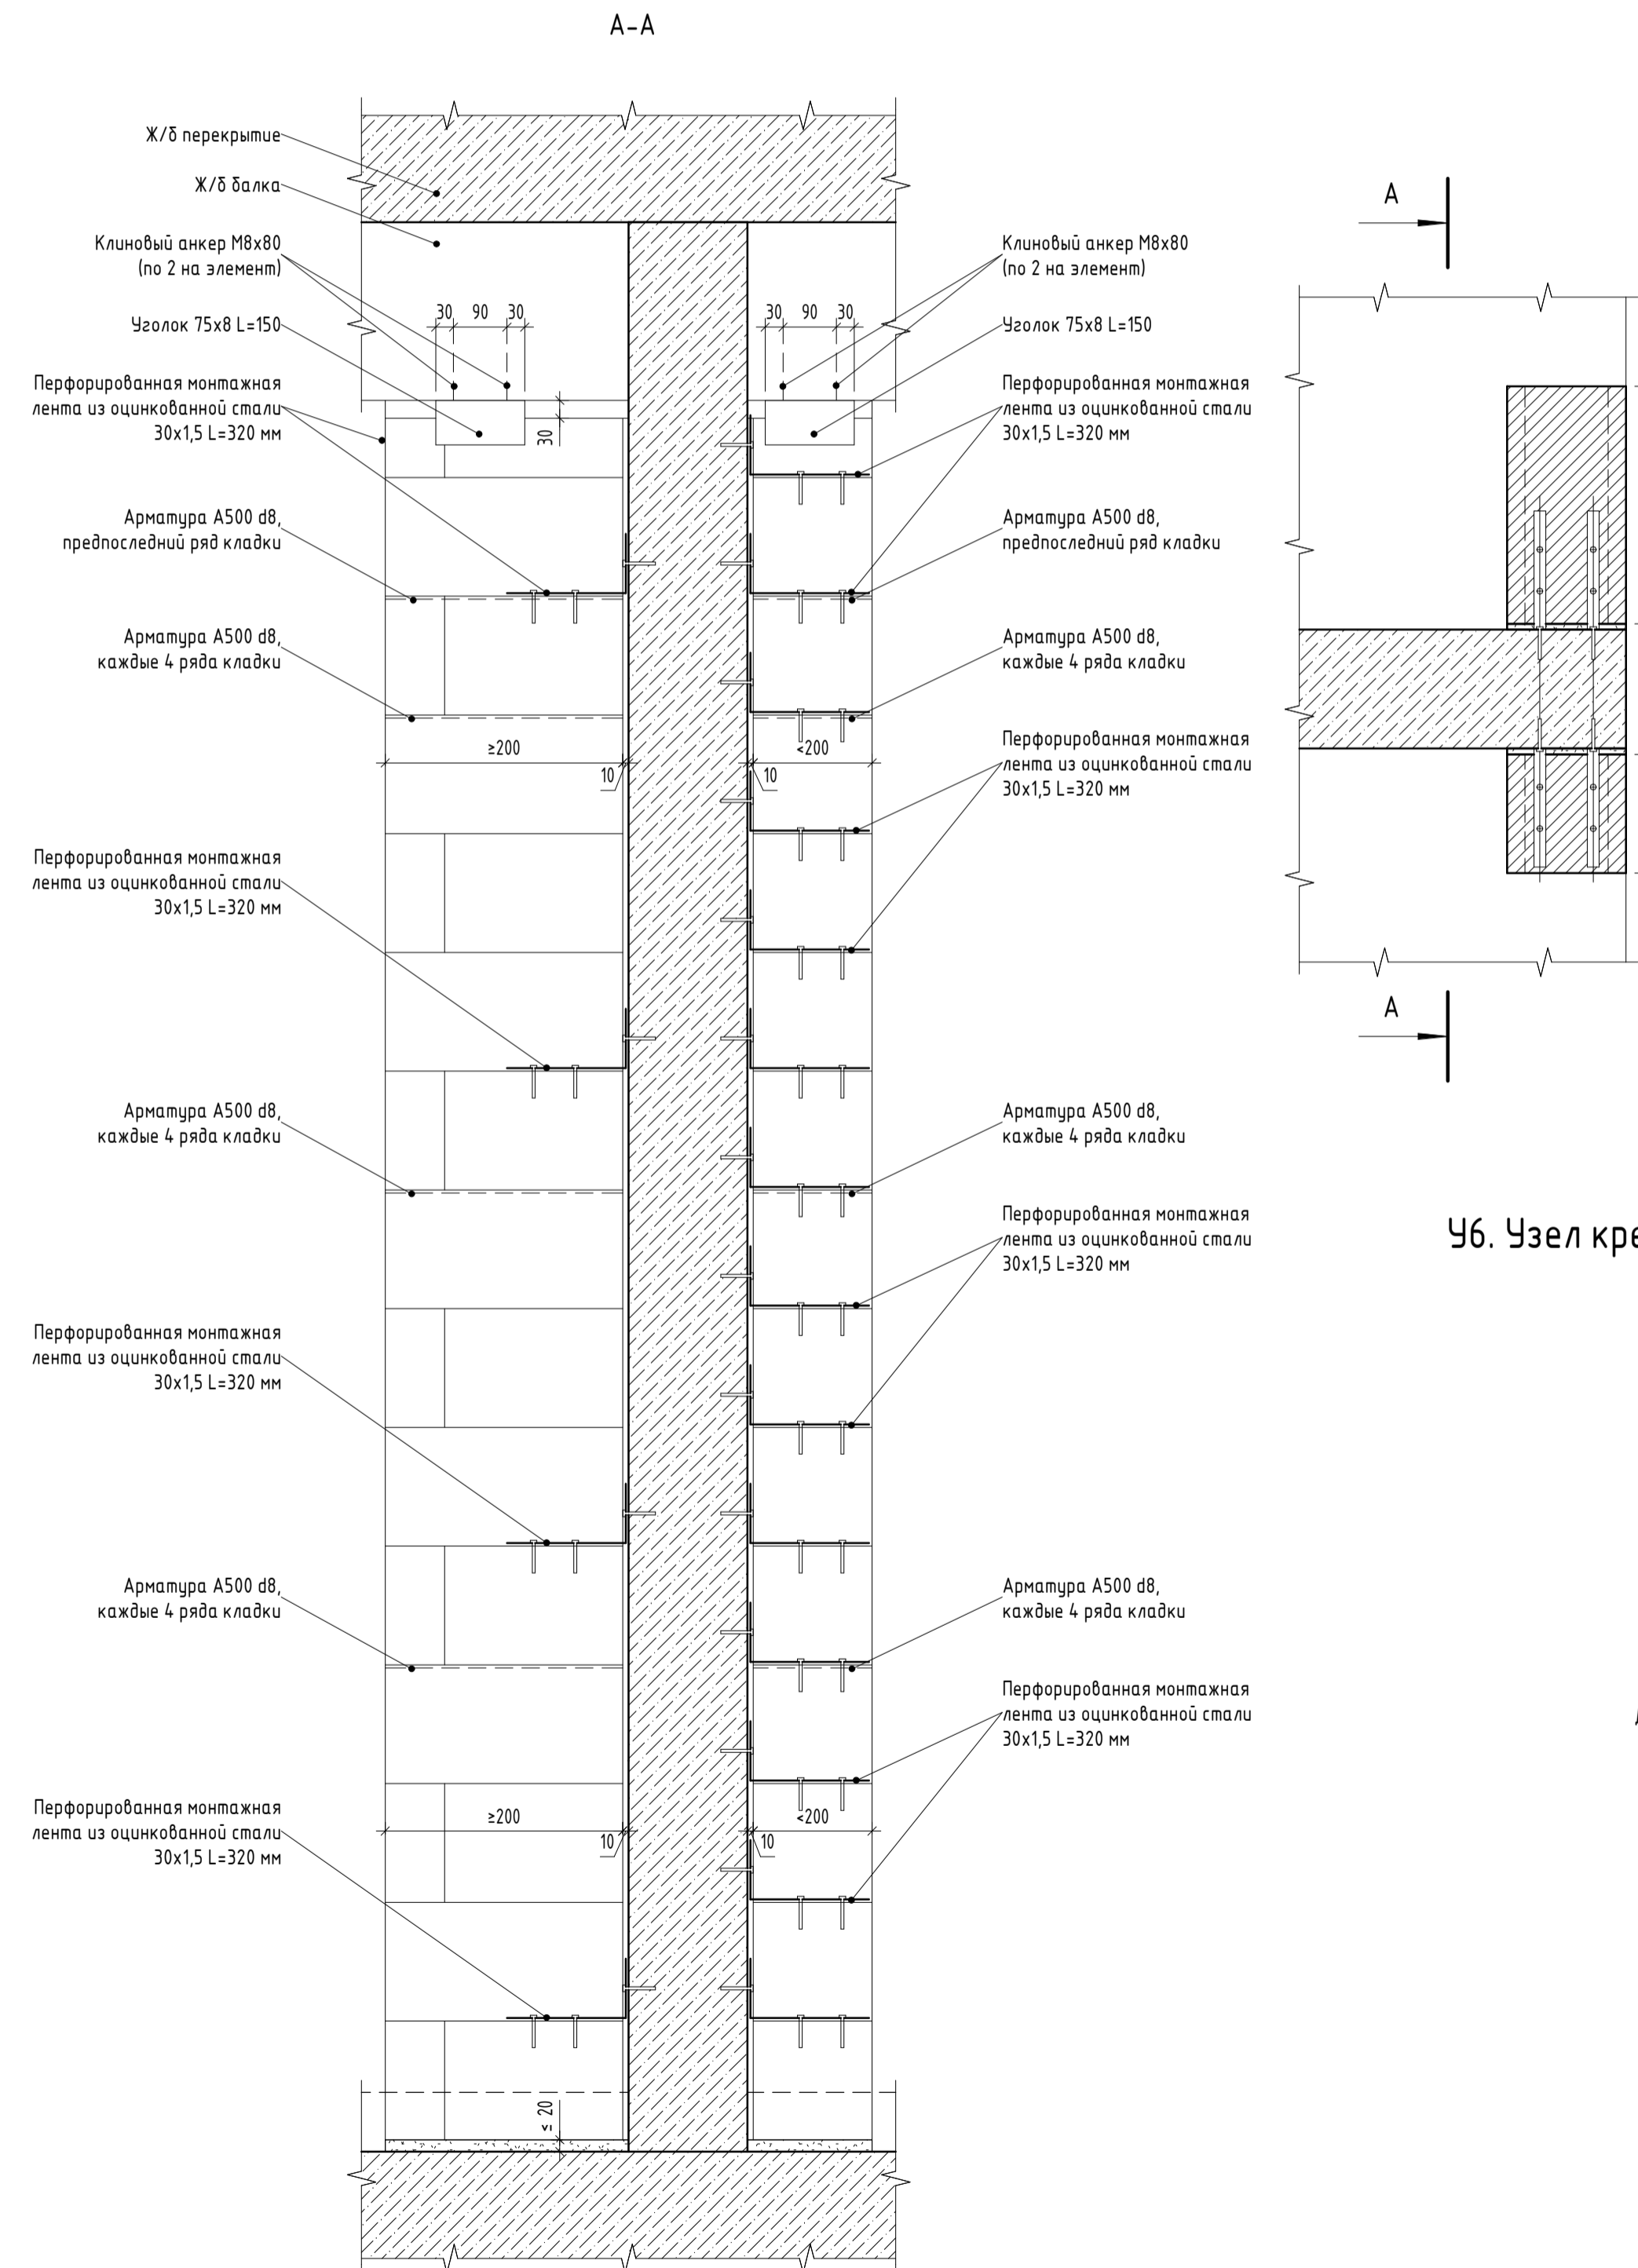 А-А
Ж/б перекрытие
Ж/б балка
Клиновый анкер М8х80
(по 2 на элемент)
Уголок 75х8 L=150
Перфорированная монтажная
лента из оцинкованной стали
30х1,5 L=320 мм
Арматура А500 d8,
предпоследний ряд кладки
Арматура А500 d8,
каждые 4 ряда кладки
Перфорированная монтажная
лента из оцинкованной стали
30х1,5 L=320 мм
Арматура А500 d8,
каждые 4 ряда кладки
Перфорированная монтажная
лента из оцинкованной стали
30х1,5 L=320 мм
Арматура А500 d8,
каждые 4 ряда кладки
Перфорированная монтажная
лента из оцинкованной стали
30х1,5 L=320 мм
30 90 30
30 90 30
30
≥200
10
10
<200
≥200
10
10
<200
≤ 20
Клиновый анкер М8х80
(по 2 на элемент)
Уголок 75х8 L=150
Перфорированная монтажная
лента из оцинкованной стали
30х1,5 L=320 мм
Арматура А500 d8,
предпоследний ряд кладки
Арматура А500 d8,
каждые 4 ряда кладки
Перфорированная монтажная
лента из оцинкованной стали
30х1,5 L=320 мм
Арматура А500 d8,
каждые 4 ряда кладки
Перфорированная монтажная
лента из оцинкованной стали
30х1,5 L=320 мм
Арматура А500 d8,
каждые 4 ряда кладки
Перфорированная монтажная
лента из оцинкованной стали
30х1,5 L=320 мм
А
А
У6. Узел кре